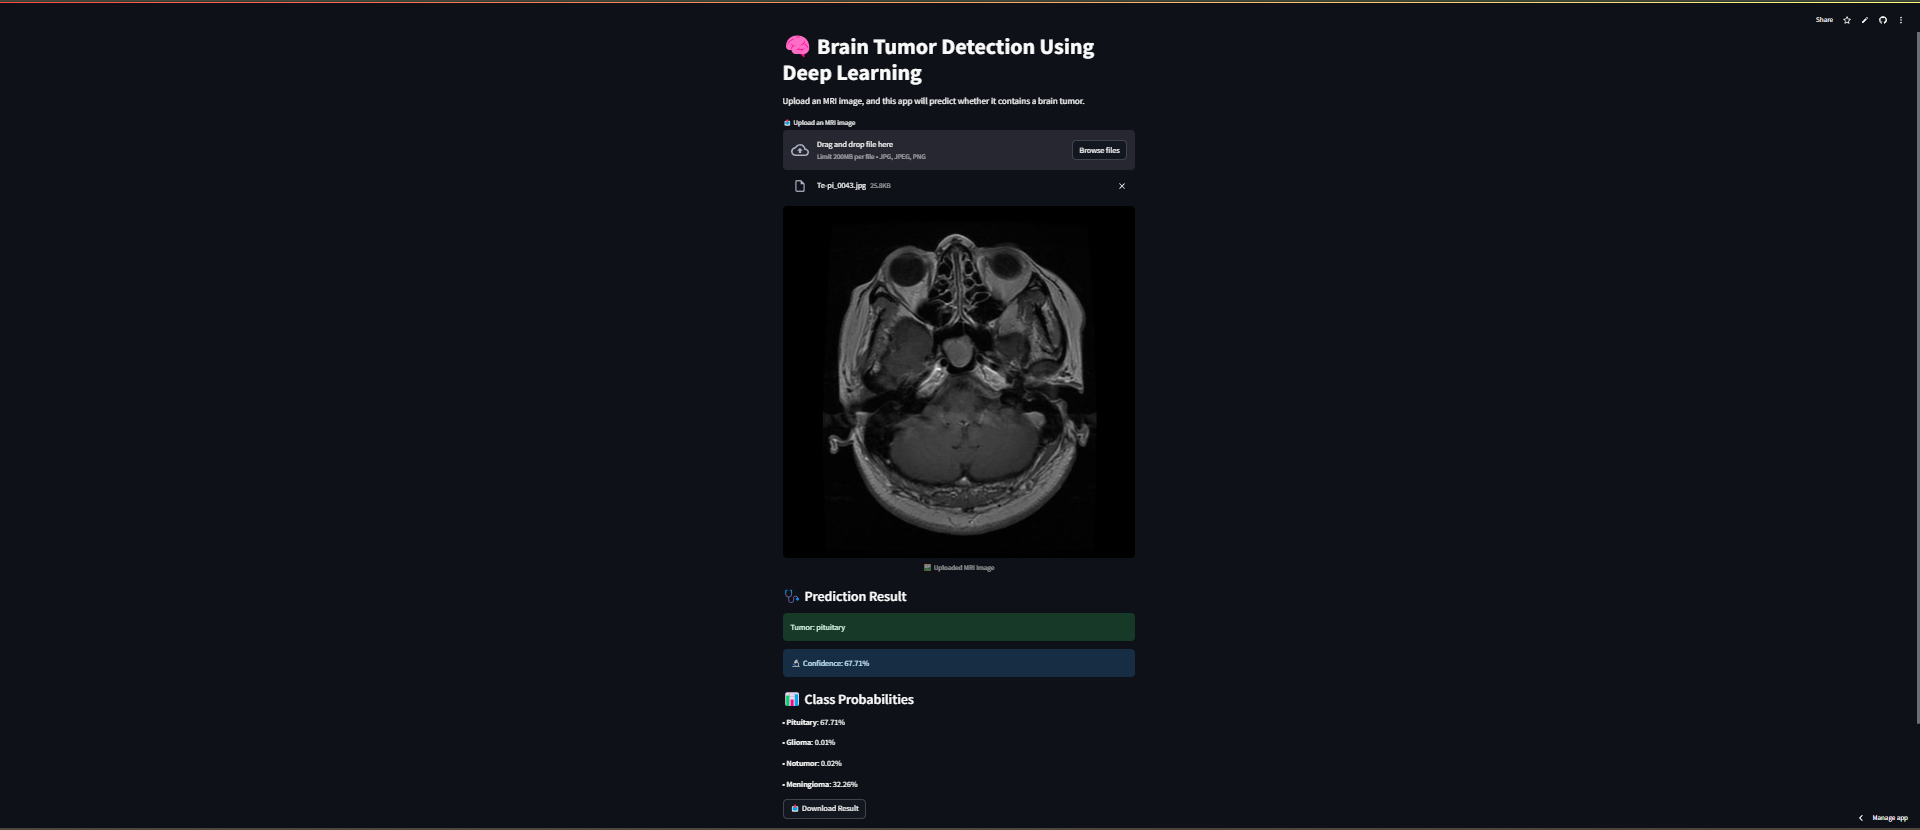 Share
Brain Tumor Detection Using
Deep Learning
Upload an MRI image, and this app will predict whether it contains a brain tumor.
Upload an MRI image
Drag and drop file here
Limit 200MB per file • JPG, JPEG, PNG
Browse files
Te-pi_0043.jpg 25.8KB
Uploaded MRI Image
Prediction Result
Tumor: pituitary
Confidence: 67.71%
Class Probabilities
• Pituitary: 67.71%
• Glioma: 0.01%
• Notumor: 0.02%
• Meningioma: 32.26%
Download Result
Manage app